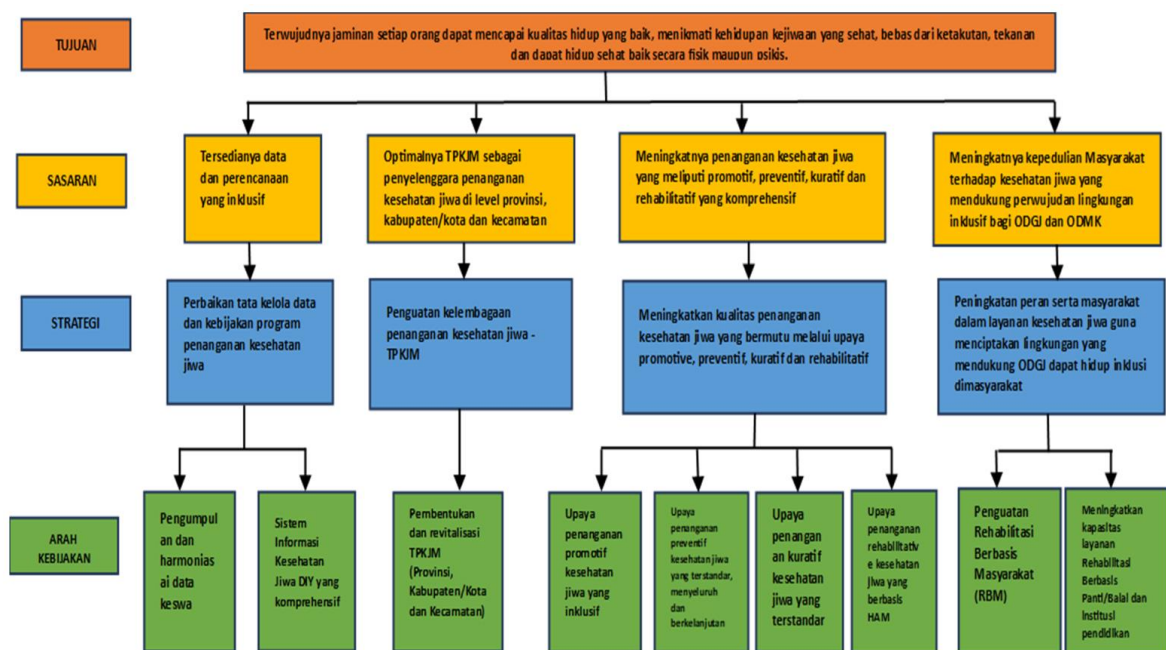 TUJUAN
Terwujudnya jaminan setiap orang dapat mencapai kualitas hidup yang baik, menikmati kehidupan kejiwaan yang sehat, bebas dari ketakutan, tekanan
dan dapat hidup sehat baik secara fisik maupun psikis.
SASARAN
Tersedianya data
dan perencanaan
yang inklusif
Optimalnya TPKJM sebagai
penyelenggara penanganan
kesehatan jiwa di level provinsi,
kabupaten/kota dan kecamatan
Meningkatnya penanganan kesehatan jiwa
yang meliputi promotif, preventif, kuratif dan
rehabilitatif yang komprehensif
Meningkatnya kepedulian Masyarakat
terhadap kesehatan jiwa yang
mendukung perwujudan lingkungan
inklusif bagi ODGJ dan ODMK
STRATEGI
Perbaikan tata kelola data
dan kebijakan program
penanganan kesehatan
jiwa
Penguatan kelembagaan
penanganan kesehatan jiwa -
TPKJM
Meningkatkan kualitas penanganan
kesehatan jiwa yang bermutu melalui upaya
promotive, preventif, kuratif dan rehabilitatif
Peningkatan peran serta masyarakat
dalam layanan kesehatan jiwa guna
menciptakan lingkungan yang
mendukung ODGJ dapat hidup inklusi
dimasyarakat
ARAH
KEBIJAKAN
Pengumpul
an dan
harmonias
ai data
keswa
Sistem
Informasi
Kesehatan
Jiwa DIY yang
komprehensif
Pembentukan
dan revitalisasi
TPKJM
(Provinsi,
Kabupaten/Kota
dan Kecamatan)
Upaya
penanganan
promotif
kesehatan
jiwa yang
inklusif
Upaya
penanganan
preventif
kesehatan jiwa
yang terstandar,
menyeluruh
dan
berkelanjutan
Upaya
penangan
an kuratif
kesehatan
jiwa yang
terstandar
Upaya
penanganan
rehabilitativ
e kesehatan
jiwa yang
berbasis
HAM
Penguatan
Rehabilitasi
Berbasis
Masyarakat
(RBM)
Meningkatkan
kapasitas
layanan
Rehabilitasi
Berbasis
Panti/Balai dan
institusi
pendidikan